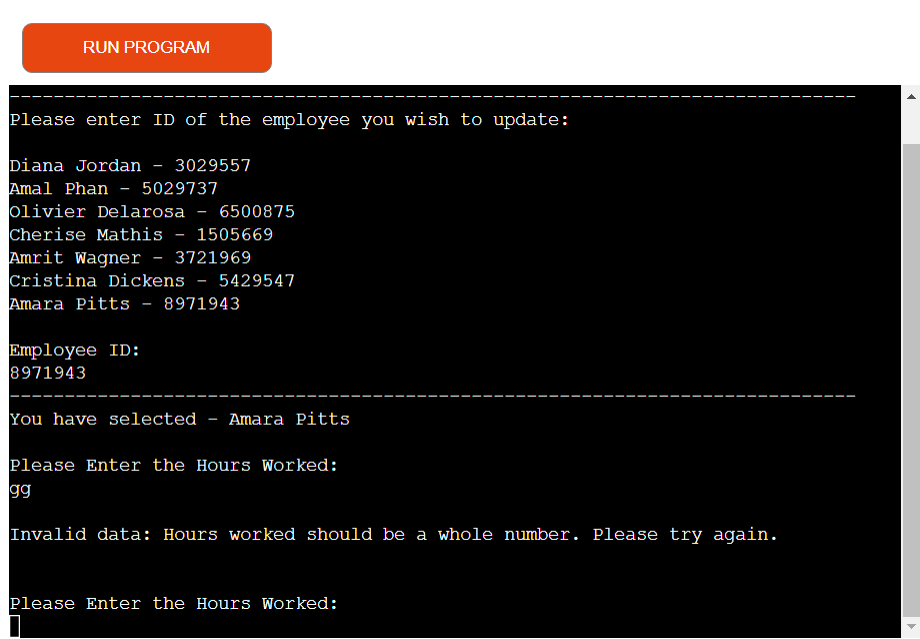 RUN PROGRAM
-----------------------------------------------------------------------------
Please enter ID of the employee you wish to update:
Diana Jordan - 3029557
Amal Phan - 5029737
Olivier Delarosa - 6500875
Cherise Mathis - 1505669
Amrit Wagner - 3721969
Cristina Dickens - 5429547
Amara Pitts - 8971943
Employee ID:
8971943
-----------------------------------------------------------------------------
You have selected - Amara Pitts
Please Enter the Hours Worked:
gg
Invalid data: Hours worked should be a whole number. Please try again.
Please Enter the Hours Worked: